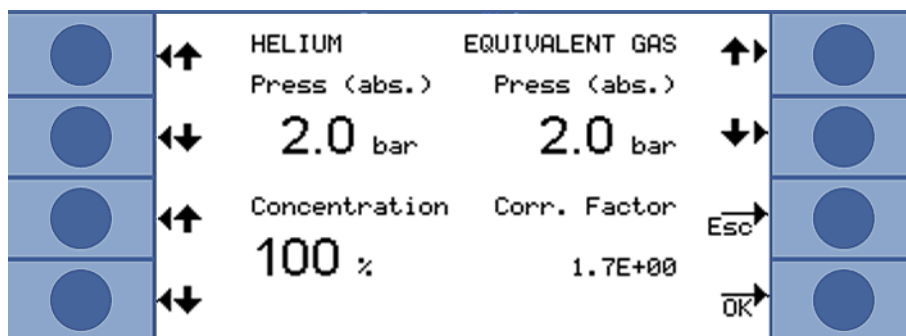 HELIUM EQUIVALENT GAS
Press (abs.) Press (abs.)
2.0 bar 2.0 bar
Concentration Corr. Factor
Esc
100 % 1.7E+00
OK